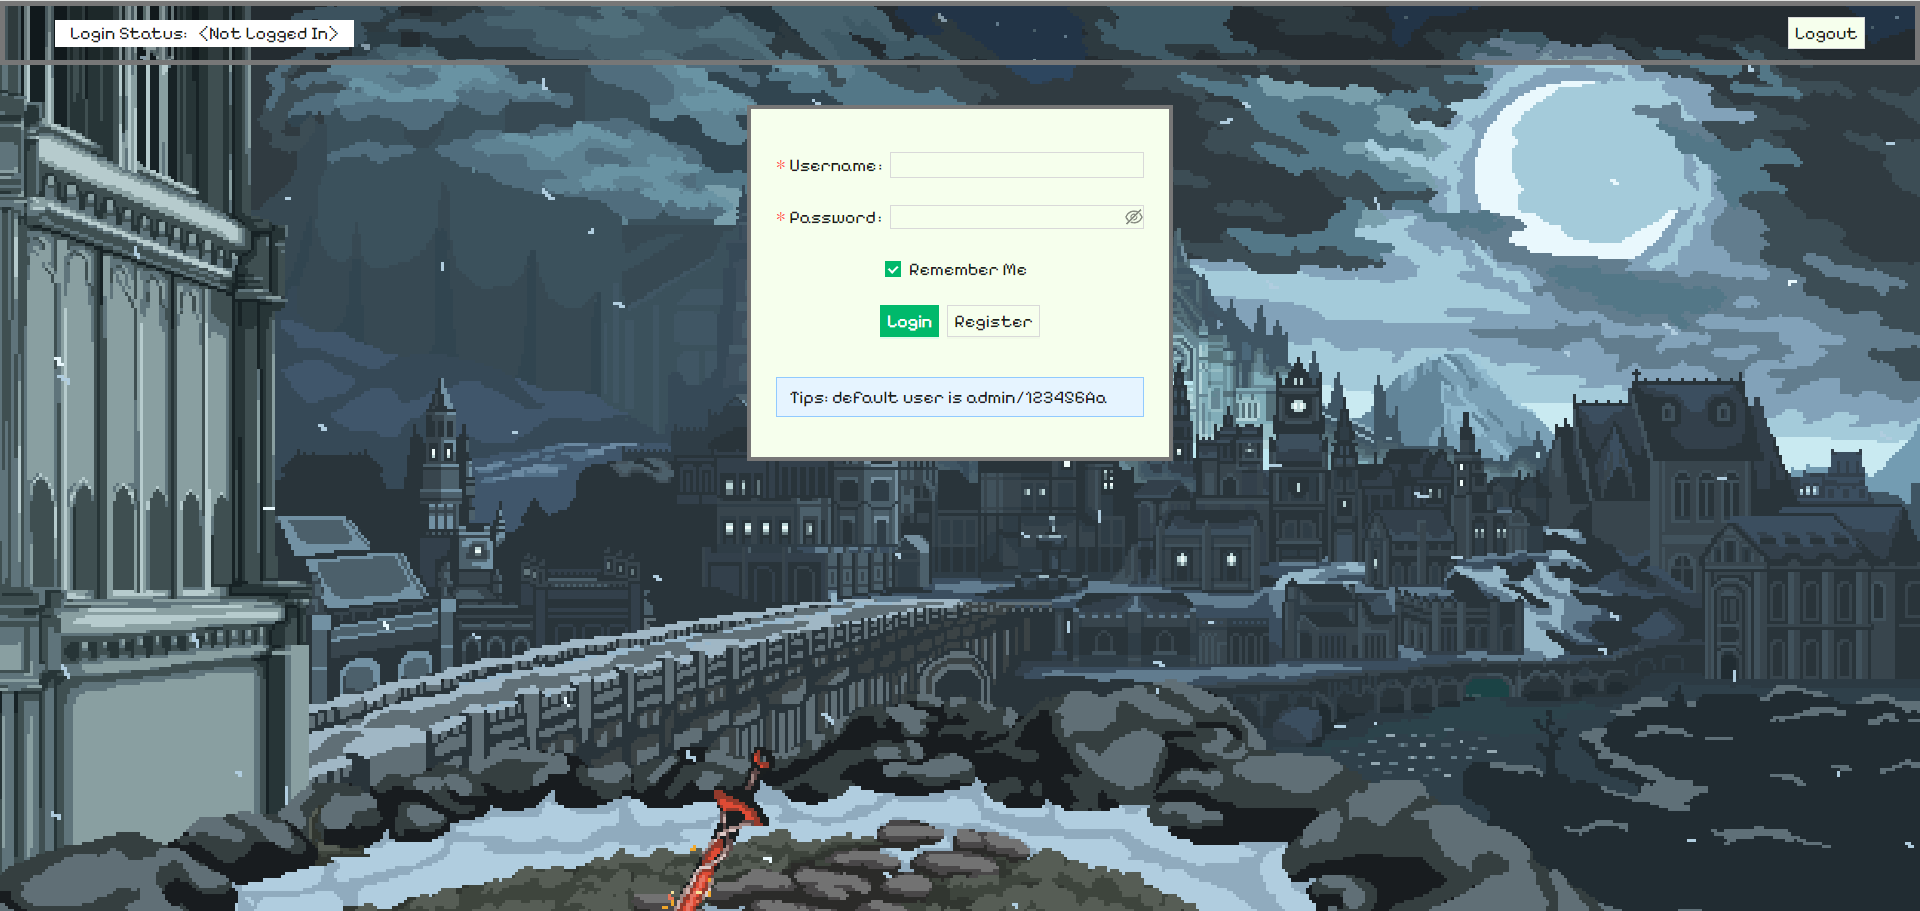 Login Status: <Not Logged In>
Logout
* Username:
* Password:
Remember Me
Login
Register
Tips: default user is admin/123456Aa